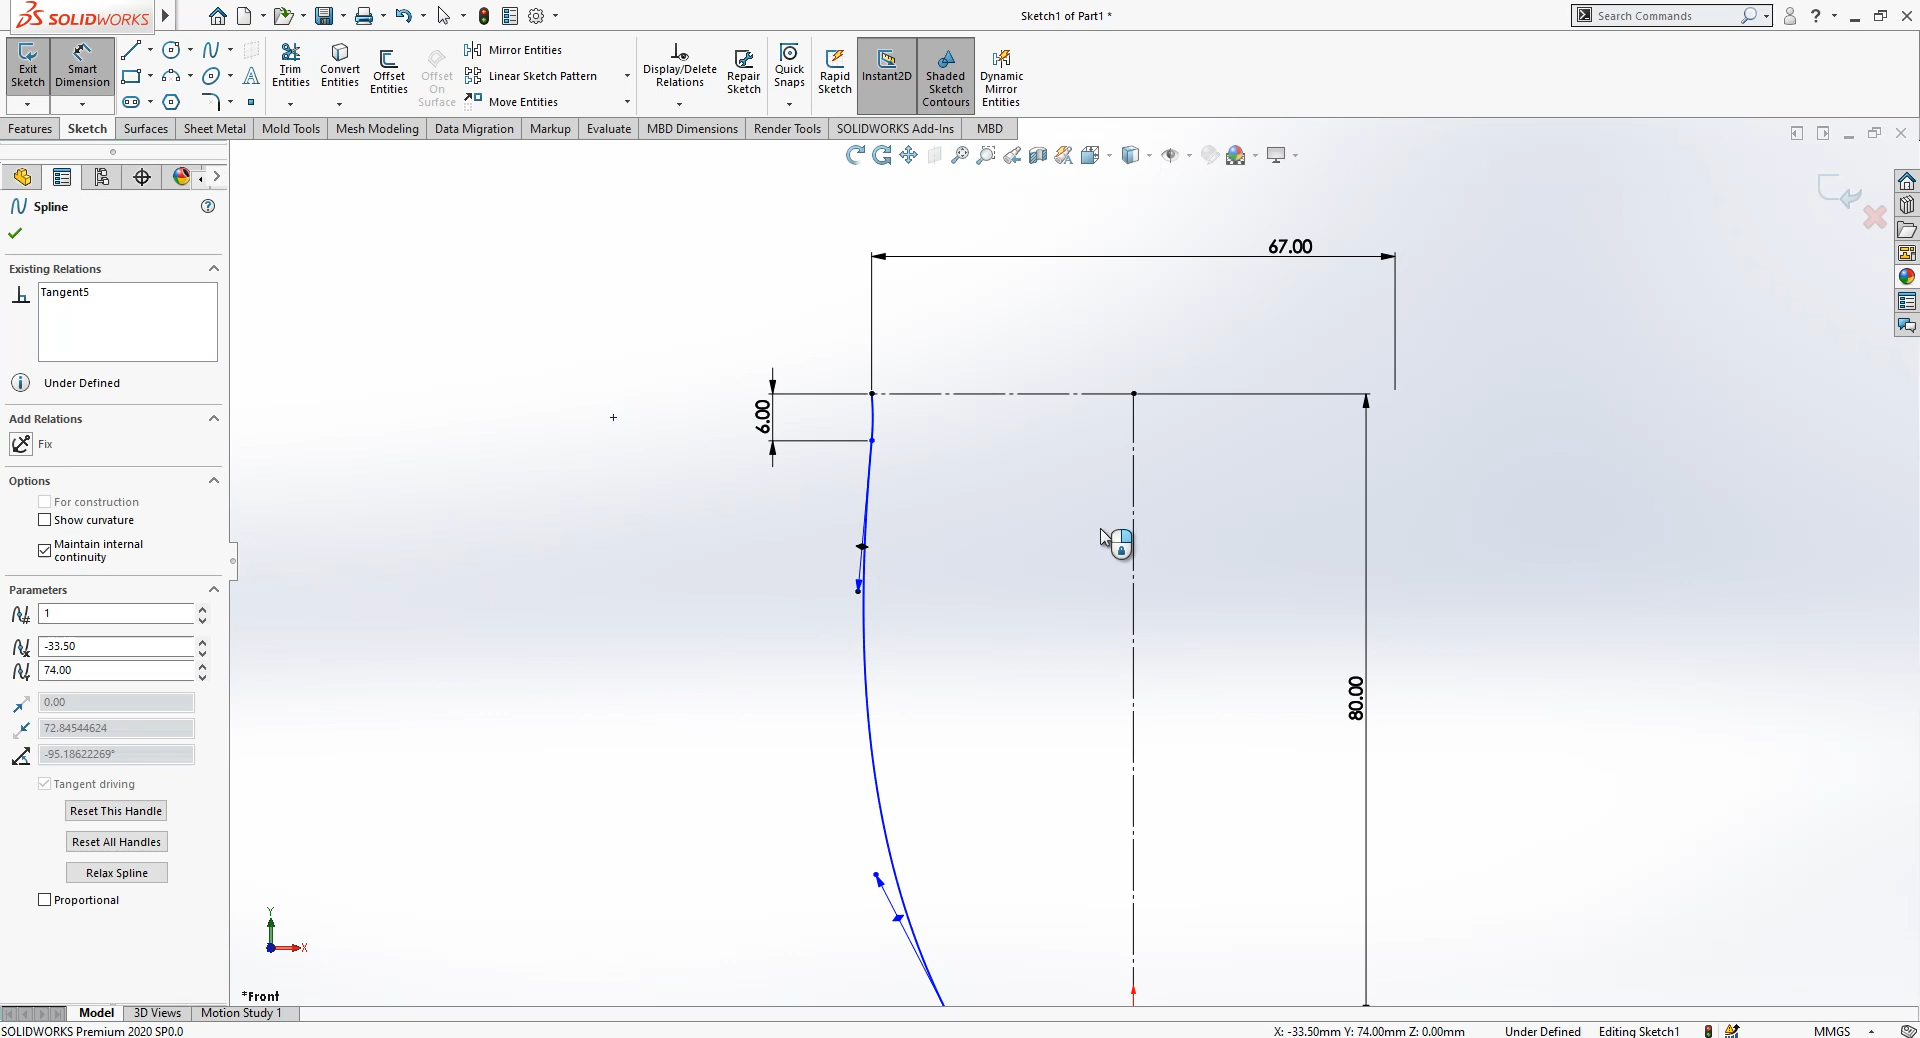 SOLIDWORKS
Sketch1 of Part1 *
Search Commands
Exit Sketch
Smart Dimension
Trim Entities
Convert Entities
Offset Entities
Offset On Surface
Mirror Entities
Linear Sketch Pattern
Move Entities
Display/Delete Relations
Repair Sketch
Quick Snaps
Rapid Sketch
Instant2D
Shaded Sketch Contours
Dynamic Mirror Entities
Features
Sketch
Surfaces
Sheet Metal
Mold Tools
Mesh Modeling
Data Migration
Markup
Evaluate
MBD Dimensions
Render Tools
SOLIDWORKS Add-Ins
MBD
Spline
Existing Relations
Tangent5
Under Defined
Add Relations
Fix
Options
For construction
Show curvature
Maintain internal
continuity
Parameters
1
-33.50
74.00
0.00
72.84544624
-95.18622269°
Tangent driving
Reset This Handle
Reset All Handles
Relax Spline
Proportional
67.00
6.00
80.00
Y
X
*Front
Model
3D Views
Motion Study 1
SOLIDWORKS Premium 2020 SP0.0
X: -33.50mm Y: 74.00mm Z: 0.00mm
Under Defined
Editing Sketch1
MMGS